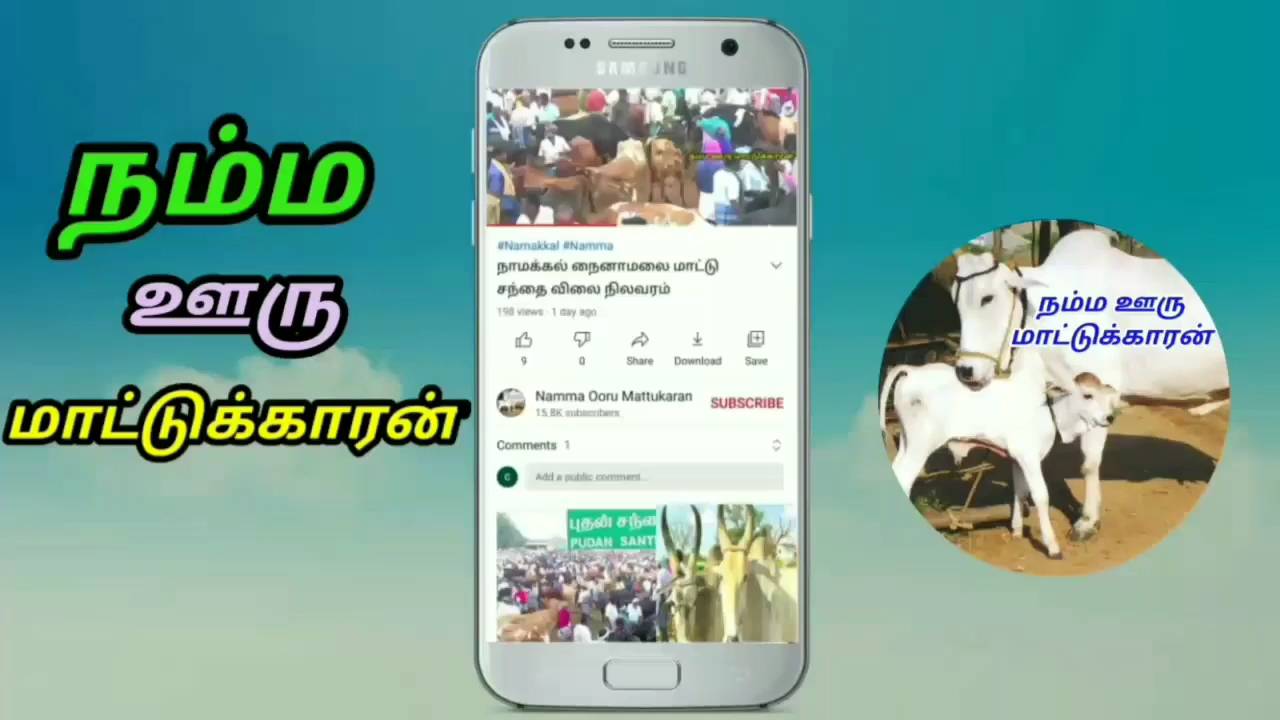 நம்ம
ஊரு
மாட்டுக்காரன்
SAMSUNG
#Namakkal #Namma
நாமக்கல் நைனாமலை மாட்டு
சந்தை விலை நிலவரம்
198 views · 1 day ago
9
0
Share
Download
Save
Namma Ooru Mattukaran
15.8K subscribers
SUBSCRIBE
Comments 1
C
Add a public comment...
புதன் சந்தை
PUDAN SANT
நம்ம ஊரு
மாட்டுக்காரன்